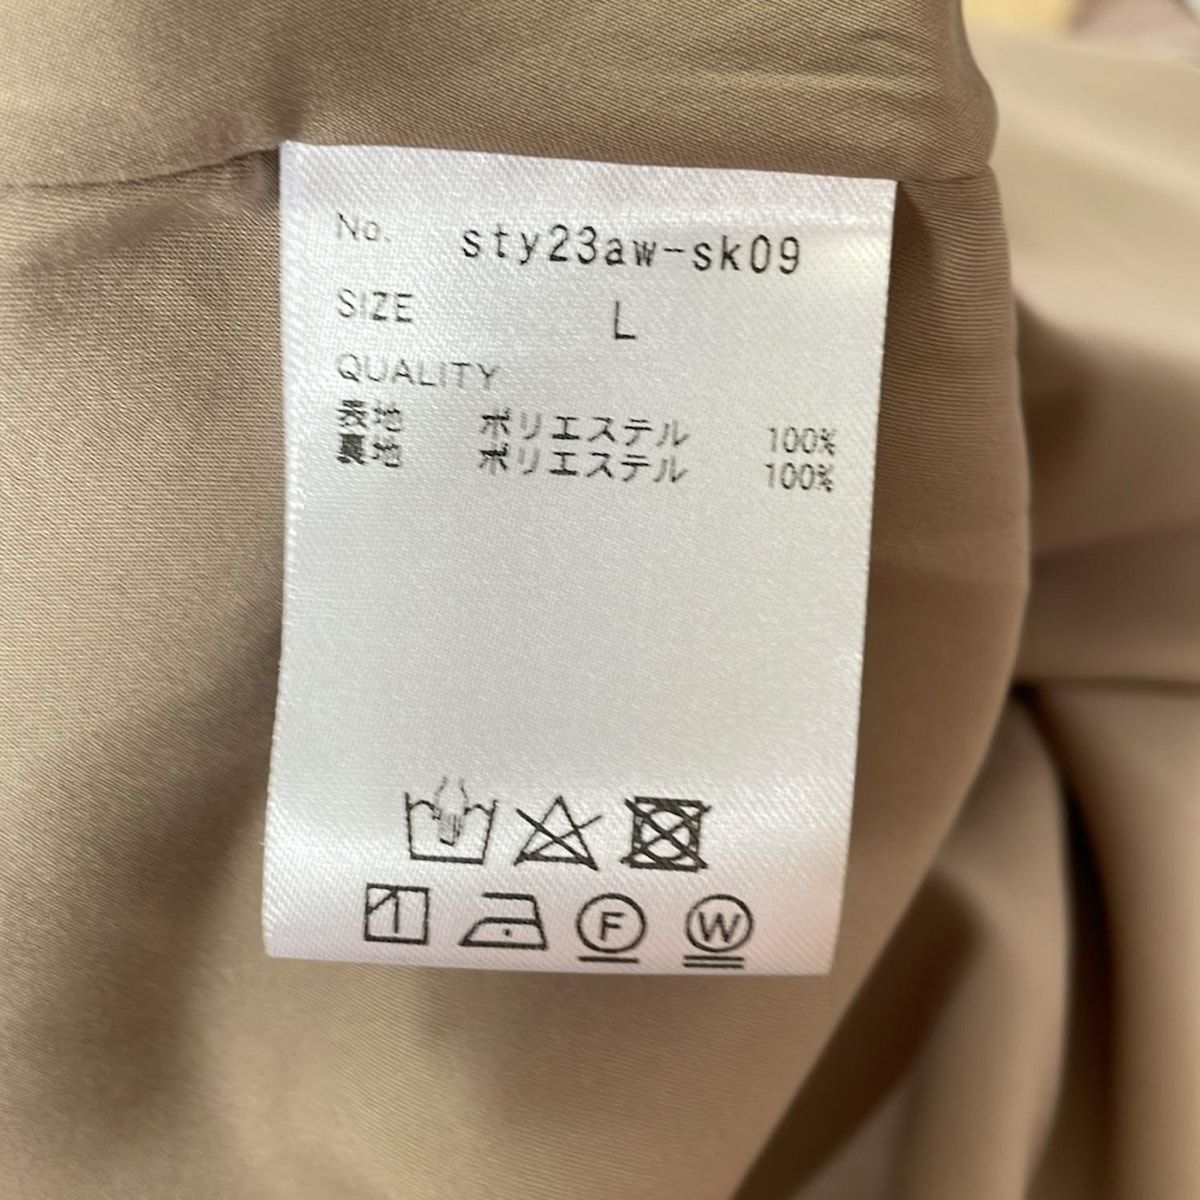 No. sty23aw-sk09
SIZE L
QUALITY
表地 ポリエステル 100%
裏地 ポリエステル 100%
F W